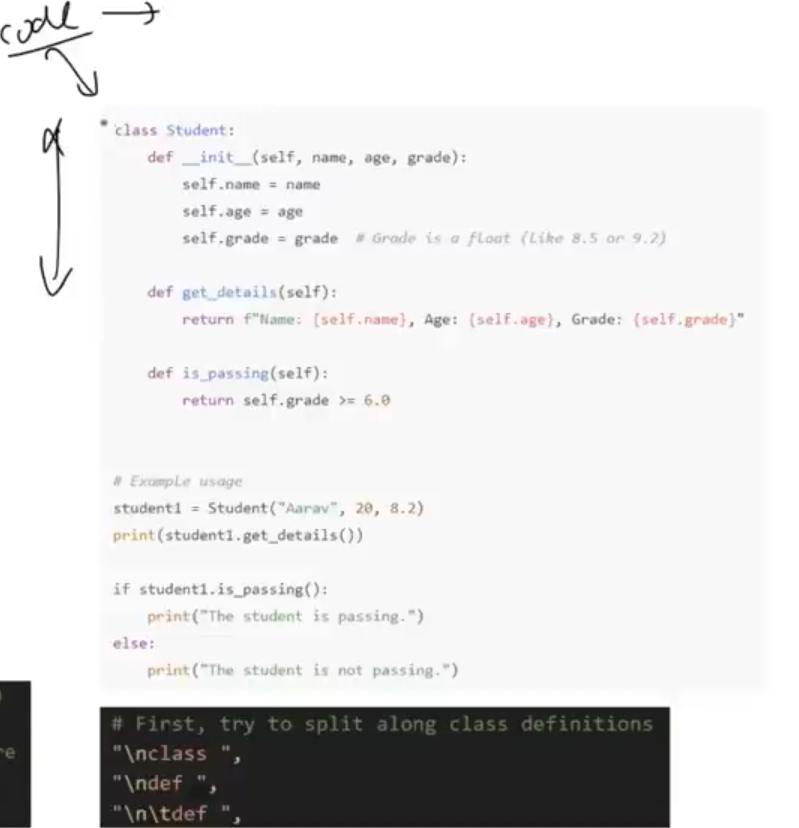 code
class Student:
    def __init__(self, name, age, grade):
        self.name = name
        self.age = age
        self.grade = grade  # Grade is a float (like 8.5 or 9.2)
    def get_details(self):
        return f"Name: {self.name}, Age: {self.age}, Grade: {self.grade}"
    def is_passing(self):
        return self.grade >= 6.0
# Example usage
student1 = Student("Aarav", 20, 8.2)
print(student1.get_details())
if student1.is_passing():
    print("The student is passing.")
else:
    print("The student is not passing.")
re
# First, try to split along class definitions
"\nclass ",
"\ndef ",
"\n\tdef ",